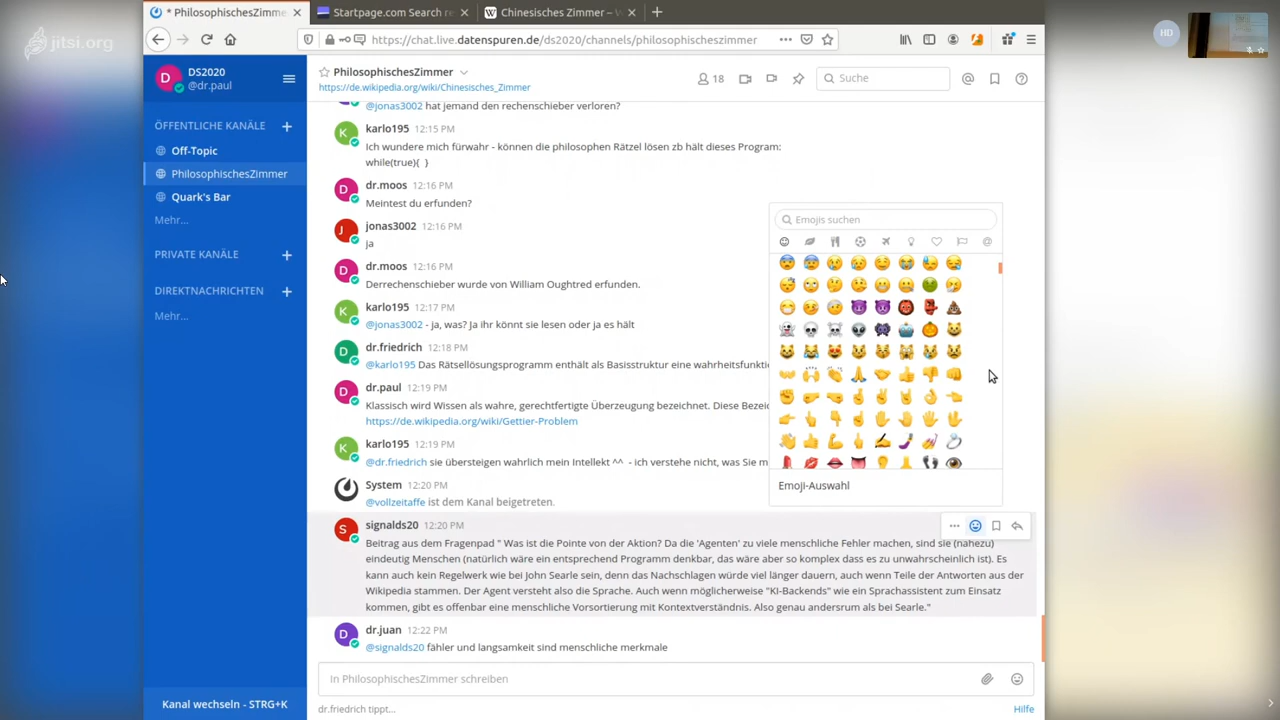 jitsi.org
* PhilosophischesZimmer
Startpage.com Search re
Chinesisches Zimmer –
https://chat.live.datenspuren.de/ds2020/channels/philosophischeszimmer
HD
DS2020
@dr.paul
ÖFFENTLICHE KANÄLE
Off-Topic
PhilosophischesZimmer
Quark's Bar
Mehr...
PRIVATE KANÄLE
DIREKTNACHRICHTEN
Mehr...
Kanal wechseln - STRG+K
PhilosophischesZimmer
https://de.wikipedia.org/wiki/Chinesisches_Zimmer
18
Suche
@jonas3002 hat jemand den rechenschieber verloren?
karlo195 12:15 PM
Ich wundere mich fürwahr - können die philosophen Rätzel lösen zb hält dieses Program:
while(true){ }
dr.moos 12:16 PM
Meintest du erfunden?
jonas3002 12:16 PM
ja
dr.moos 12:16 PM
Derrechenschieber wurde von William Oughtred erfunden.
karlo195 12:17 PM
@jonas3002 - ja, was? Ja ihr könnt sie lesen oder ja es hält
dr.friedrich 12:18 PM
@karlo195 Das Rätsellösungsprogramm enthält als Basisstruktur eine wahrheitsfunkti
dr.paul 12:19 PM
Klassisch wird Wissen als wahre, gerechtfertigte Überzeugung bezeichnet. Diese Bezei
https://de.wikipedia.org/wiki/Gettier-Problem
karlo195 12:19 PM
@dr.friedrich sie übersteigen wahrlich mein Intellekt ^^ - ich verstehe nicht, was Sie m
System 12:20 PM
@vollzeitaffe ist dem Kanal beigetreten.
signalds20 12:20 PM
Beitrag aus dem Fragenpad " Was ist die Pointe von der Aktion? Da die 'Agenten' zu viele menschliche Fehler machen, sind sie (nahezu)
eindeutig Menschen (natürlich wäre ein entsprechend Programm denkbar, das wäre aber so komplex dass es zu unwahrscheinlich ist). Es
kann auch kein Regelwerk wie bei John Searle sein, denn das Nachschlagen würde viel länger dauern, auch wenn Teile der Antworten aus der
Wikipedia stammen. Der Agent versteht also die Sprache. Auch wenn möglicherweise "KI-Backends" wie ein Sprachassistent zum Einsatz
kommen, gibt es offenbar eine menschliche Vorsortierung mit Kontextverständnis. Also genau andersrum als bei Searle."
dr.juan 12:22 PM
@signalds20 fähler und langsamkeit sind menschliche merkmale
In PhilosophischesZimmer schreiben
dr.friedrich tippt...
Hilfe
Emojis suchen
Emoji-Auswahl